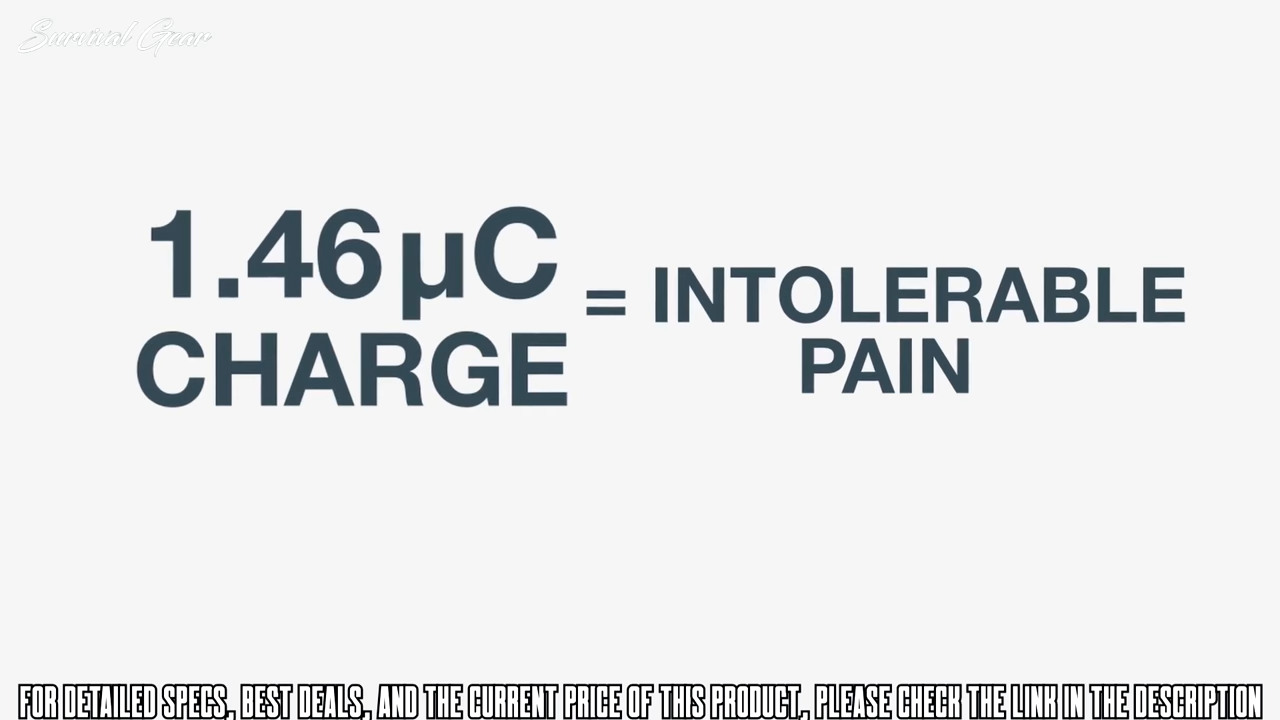 Survival Gear
1.46 µC
CHARGE
= INTOLERABLE
PAIN
FOR DETAILED SPECS, BEST DEALS, AND THE CURRENT PRICE OF THIS PRODUCT, PLEASE CHECK THE LINK IN THE DESCRIPTION